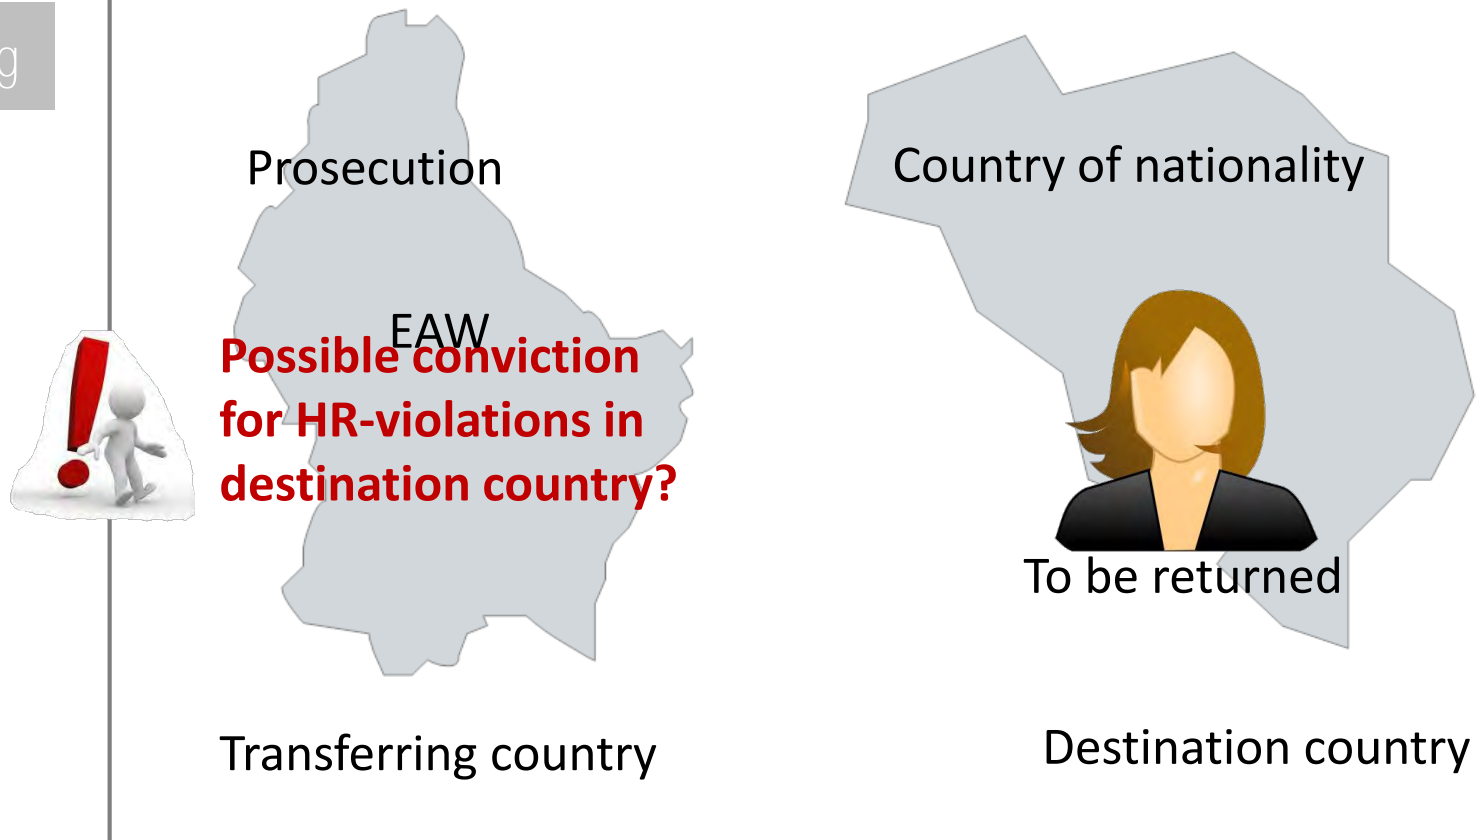 g
Prosecution
Country of nationality
EAW
Possible conviction
for HR-violations in
destination country?
To be returned
Transferring country
Destination country